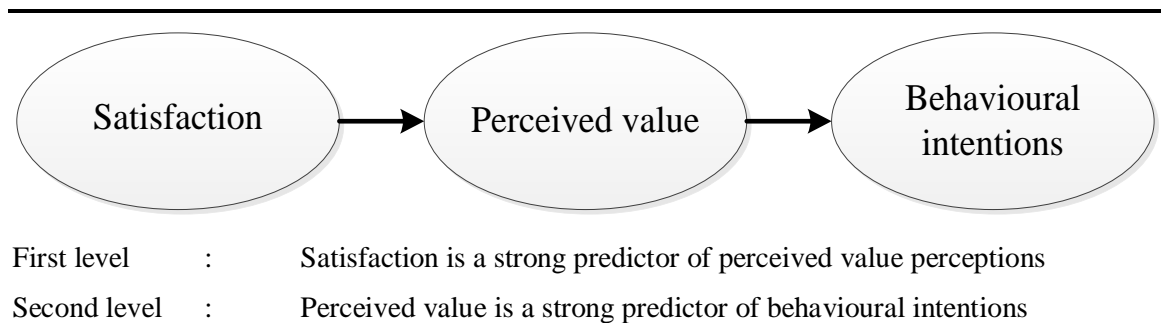 Satisfaction
Perceived value
Behavioural
intentions
First level : Satisfaction is a strong predictor of perceived value perceptions
Second level : Perceived value is a strong predictor of behavioural intentions